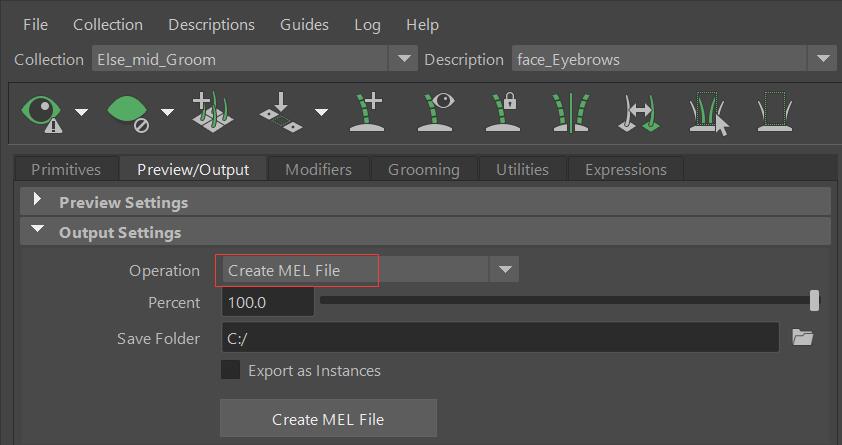 File Collection Descriptions Guides Log Help
Collection Else_mid_Groom Description face_Eyebrows
Primitives Preview/Output Modifiers Grooming Utilities Expressions
Preview Settings
Output Settings
Operation Create MEL File
Percent 100.0
Save Folder C:/
Export as Instances
Create MEL File